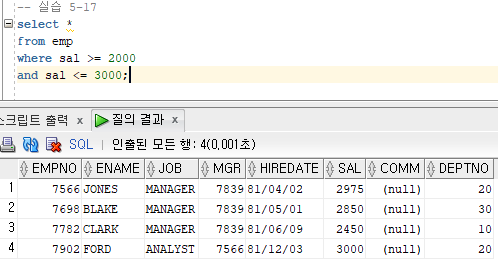 -- 실습 5-17
select *
from emp
where sal >= 2000
and sal <= 3000;
스크립트 출력 x 질의 결과 x
SQL | 인출된 모든 행: 4(0,001초)
EMPNO ENAME JOB MGR HIREDATE SAL COMM DEPTNO
1 7566 JONES MANAGER 7839 81/04/02 2975 (null) 20
2 7698 BLAKE MANAGER 7839 81/05/01 2850 (null) 30
3 7782 CLARK MANAGER 7839 81/06/09 2450 (null) 10
4 7902 FORD ANALYST 7566 81/12/03 3000 (null) 20